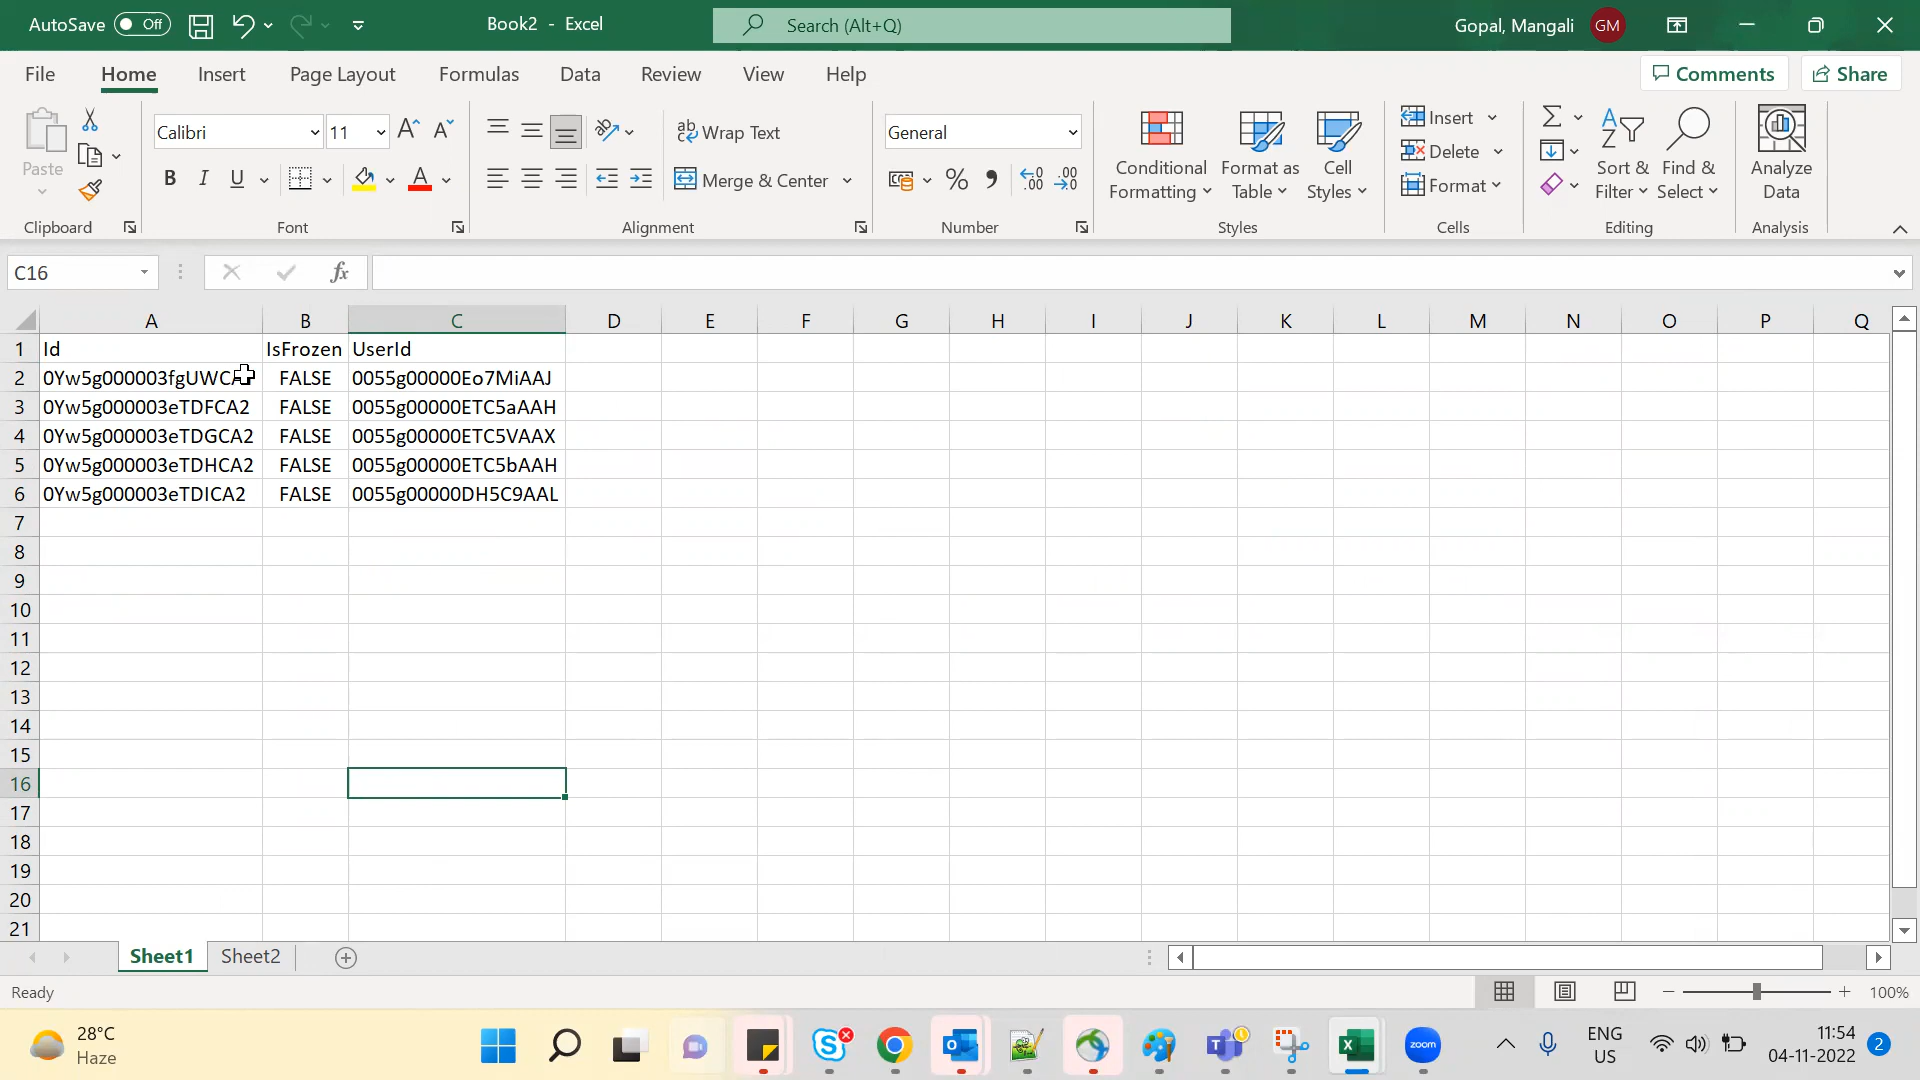 AutoSave Off Book2 - Excel Search (Alt+Q) Gopal, Mangali GM
File Home Insert Page Layout Formulas Data Review View Help Comments Share
Calibri 11 ab Wrap Text General Insert
Paste Conditional Format as Cell Delete Sort & Find & Analyze
B I U A Merge & Center % Formatting Table Styles Format Filter Select Data
Clipboard Font Alignment Number Styles Cells Editing Analysis
C16 fx
A B C D E F G H I J K L M N O P Q
1 Id IsFrozen UserId
2 0Yw5g000003fgUWCA FALSE 0055g00000Eo7MiAAJ
3 0Yw5g000003eTDFCA2 FALSE 0055g00000ETC5aAAH
4 0Yw5g000003eTDGCA2 FALSE 0055g00000ETC5VAAX
5 0Yw5g000003eTDHCA2 FALSE 0055g00000ETC5bAAH
6 0Yw5g000003eTDICA2 FALSE 0055g00000DH5C9AAL
7
8
9
10
11
12
13
14
15
16
17
18
19
20
21
Sheet1 Sheet2
Ready 100%
28°C
Haze
zoom
ENG
US
11:54
04-11-2022
2